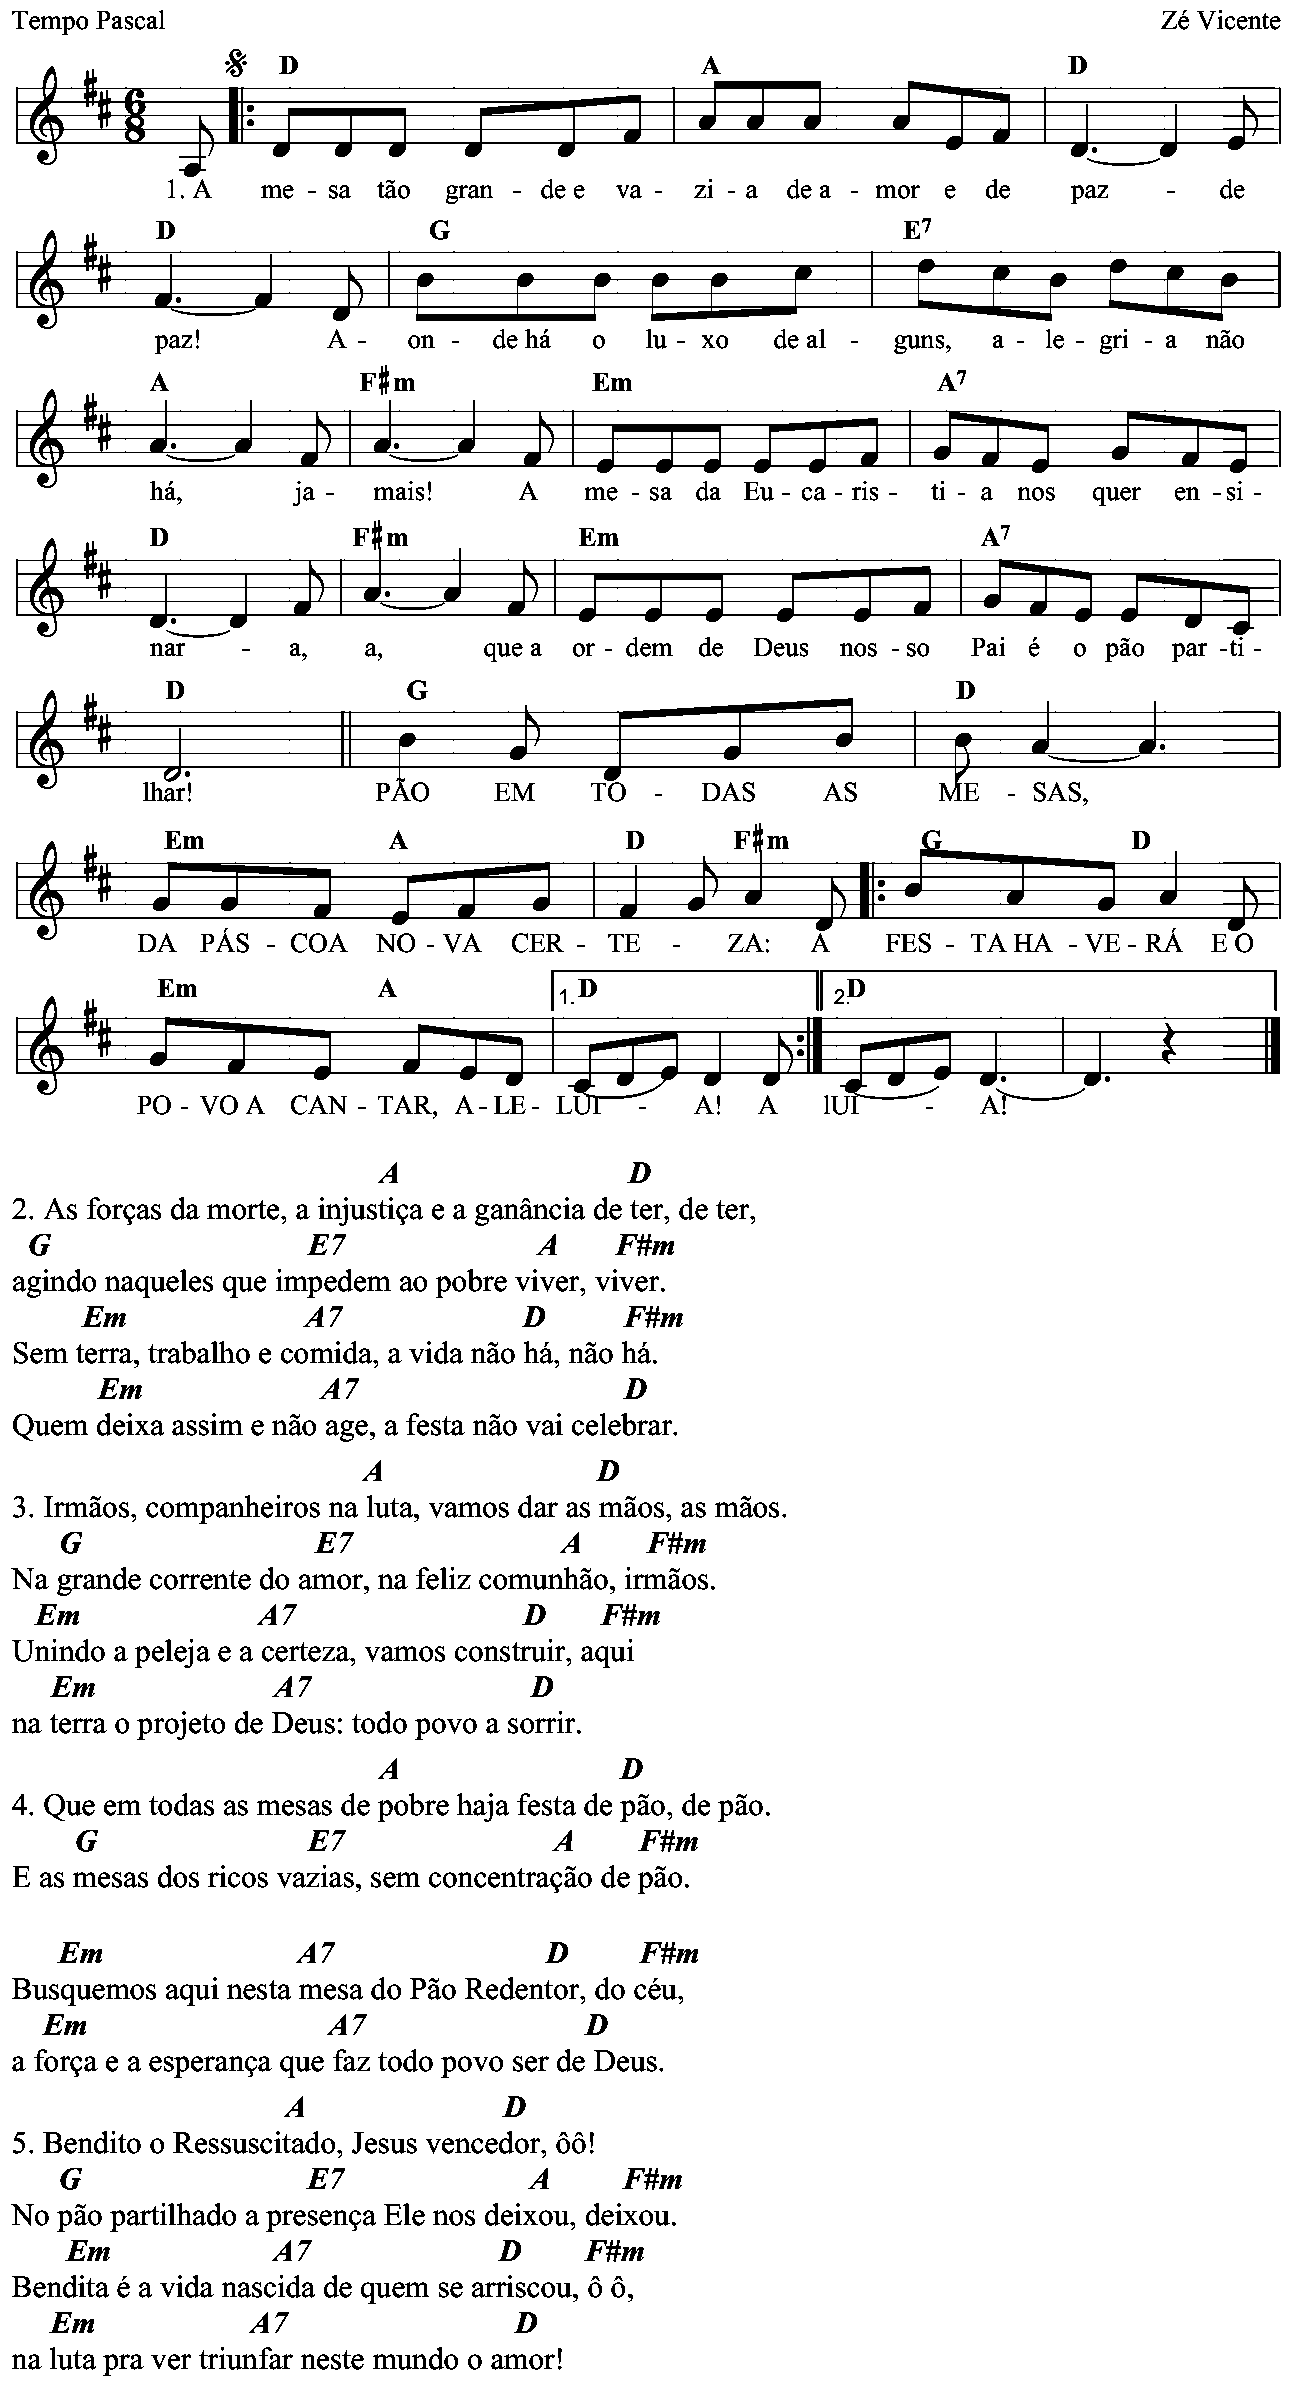 Tempo Pascal Zé Vicente
D A D
6
8
1. A me - sa tão gran - de e va - zi - a de a - mor e de paz - de
D G E7
paz! A - on - de há o lu - xo de al - guns, a - le - gri - a não
A F#m Em A7
há, ja - mais! A me - sa da Eu - ca - ris - ti - a nos quer en - si -
D F#m Em A7
nar - a, a, que a or - dem de Deus nos - so Pai é o pão par - ti -
D G D
lhar! PÃO EM TO - DAS AS ME - SAS,
Em A D F#m G D
DA PÁS - COA NO - VA CER - TE - ZA: A FES - TA HA - VE - RÁ E O
Em A 1. D 2. D
PO - VO A CAN - TAR, A - LE - LUI - A! A lUI - A!
A D
2. As forças da morte, a injustiça e a ganância de ter, de ter,
G E7 A F#m
agindo naqueles que impedem ao pobre viver, viver.
Em A7 D F#m
Sem terra, trabalho e comida, a vida não há, não há.
Em A7 D
Quem deixa assim e não age, a festa não vai celebrar.
A D
3. Irmãos, companheiros na luta, vamos dar as mãos, as mãos.
G E7 A F#m
Na grande corrente do amor, na feliz comunhão, irmãos.
Em A7 D F#m
Unindo a peleja e a certeza, vamos construir, aqui
Em A7 D
na terra o projeto de Deus: todo povo a sorrir.
A D
4. Que em todas as mesas de pobre haja festa de pão, de pão.
G E7 A F#m
E as mesas dos ricos vazias, sem concentração de pão.
Em A7 D F#m
Busquemos aqui nesta mesa do Pão Redentor, do céu,
Em A7 D
a força e a esperança que faz todo povo ser de Deus.
A D
5. Bendito o Ressuscitado, Jesus vencedor, ôô!
G E7 A F#m
No pão partilhado a presença Ele nos deixou, deixou.
Em A7 D F#m
Bendita é a vida nascida de quem se arriscou, ô ô,
Em A7 D
na luta pra ver triunfar neste mundo o amor!